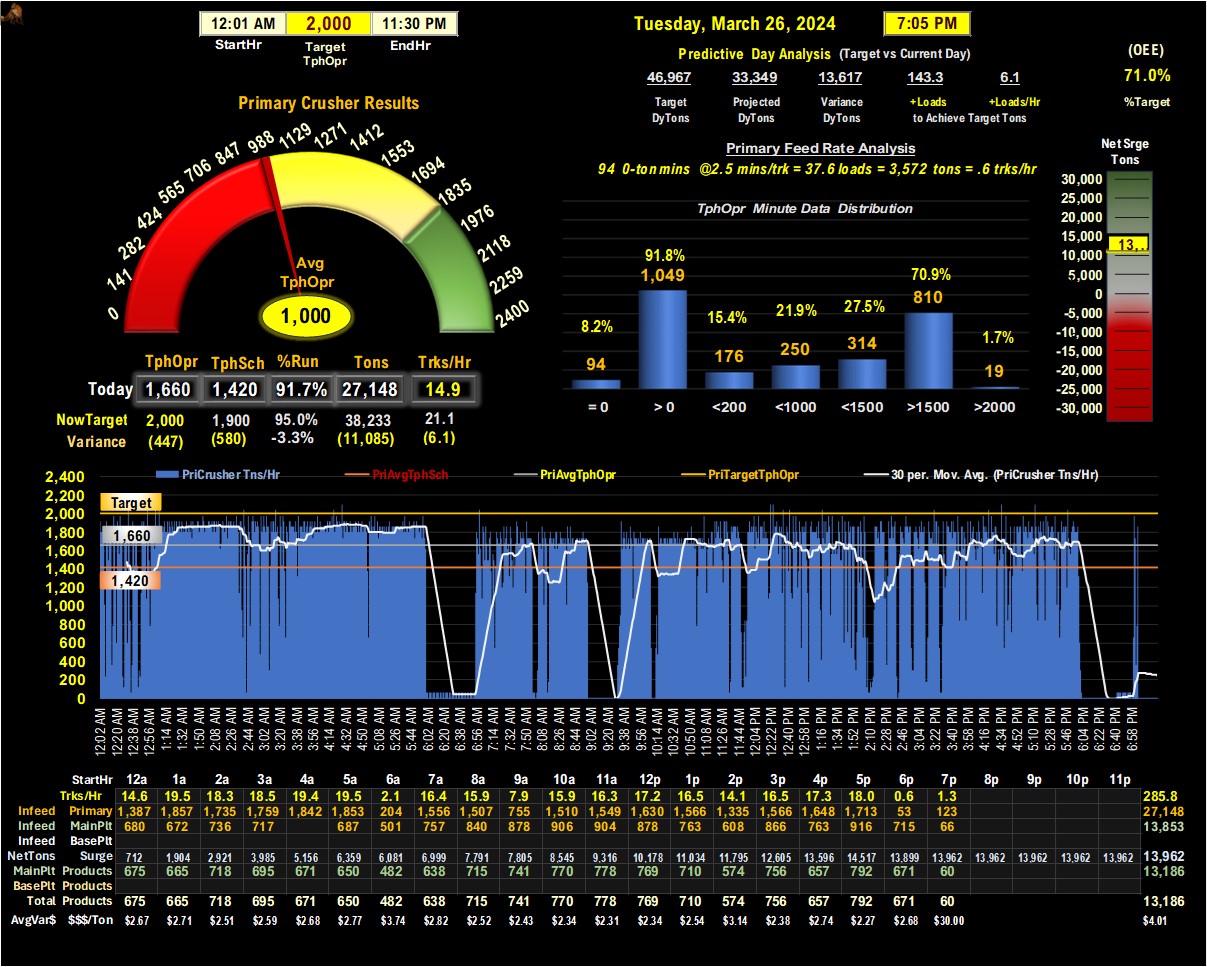 12:01 AM 2,000 11:30 PM
StartHr Target TphOpr EndHr
Tuesday, March 26, 2024 7:05 PM
Predictive Day Analysis (Target vs Current Day)
46,967 33,349 13,617 143.3 6.1
Target DyTons Projected DyTons Variance DyTons +Loads +Loads/Hr
to Achieve Target Tons
(OEE)
71.0%
%Target
Primary Crusher Results
0 141 282 424 565 706 847 988 1129 1271 1412 1553 1694 1835 1976 2118 2259 2400
Avg
TphOpr
1,000
TphOpr TphSch %Run Tons Trks/Hr
Today 1,660 1,420 91.7% 27,148 14.9
NowTarget 2,000 1,900 95.0% 38,233 21.1
Variance (447) (580) -3.3% (11,085) (6.1)
Primary Feed Rate Analysis
94 0-ton mins @2.5 mins/trk = 37.6 loads = 3,572 tons = .6 trks/hr
TphOpr Minute Data Distribution
8.2% 91.8% 15.4% 21.9% 27.5% 70.9% 1.7%
94 1,049 176 250 314 810 19
= 0 > 0 <200 <1000 <1500 >1500 >2000
Net Srge
Tons
30,000
25,000
20,000
15,000
13,..
10,000
5,000
0
-5,000
-10,000
-15,000
-20,000
-25,000
-30,000
PriCrusher Tns/Hr PriAvgTphSch PriAvgTphOpr PriTargetTphOpr 30 per. Mov. Avg. (PriCrusher Tns/Hr)
2,400
2,200
2,000
1,800
1,600
1,400
1,200
1,000
800
600
400
200
0
Target
1,660
1,420
12:02 AM 12:20 AM 12:38 AM 12:56 AM 1:14 AM 1:32 AM 1:50 AM 2:08 AM 2:26 AM 2:44 AM 3:02 AM 3:20 AM 3:38 AM 3:56 AM 4:14 AM 4:32 AM 4:50 AM 5:08 AM 5:26 AM 5:44 AM 6:02 AM 6:20 AM 6:38 AM 6:56 AM 7:14 AM 7:32 AM 7:50 AM 8:08 AM 8:26 AM 8:44 AM 9:02 AM 9:20 AM 9:38 AM 9:56 AM 10:14 AM 10:32 AM 10:50 AM 11:08 AM 11:26 AM 11:44 AM 12:04 PM 12:22 PM 12:40 PM 12:58 PM 1:16 PM 1:34 PM 1:52 PM 2:10 PM 2:28 PM 2:46 PM 3:04 PM 3:22 PM 3:40 PM 3:58 PM 4:16 PM 4:34 PM 4:52 PM 5:10 PM 5:28 PM 5:46 PM 6:04 PM 6:22 PM 6:40 PM 6:58 PM
StartHr 12a 1a 2a 3a 4a 5a 6a 7a 8a 9a 10a 11a 12p 1p 2p 3p 4p 5p 6p 7p 8p 9p 10p 11p
Trks/Hr 14.6 19.5 18.3 18.5 19.4 19.5 2.1 16.4 15.9 7.9 15.9 16.3 17.2 16.5 14.1 16.5 17.3 18.0 0.6 1.3 285.8
Infeed Primary 1,387 1,857 1,735 1,759 1,842 1,853 204 1,556 1,507 755 1,510 1,549 1,630 1,566 1,335 1,566 1,648 1,713 53 123 27,148
Infeed MainPlt 680 672 736 717 687 501 757 840 878 906 904 878 763 608 866 763 916 715 66 13,853
Infeed BasePlt
NetTons Surge 712 1,904 2,921 3,985 5,156 6,359 6,081 6,999 7,791 7,805 8,545 9,316 10,178 11,034 11,795 12,605 13,596 14,517 13,899 13,962 13,962 13,962 13,962 13,962 13,962
MainPlt Products 675 665 718 695 671 650 482 638 715 741 770 778 769 710 574 756 657 792 671 60 13,186
BasePlt Products
Total Products 675 665 718 695 671 650 482 638 715 741 770 778 769 710 574 756 657 792 671 60 13,186
AvgVar$ $$$/Ton $2.67 $2.71 $2.51 $2.59 $2.68 $2.77 $3.74 $2.82 $2.52 $2.43 $2.34 $2.31 $2.34 $2.54 $3.14 $2.38 $2.74 $2.27 $2.68 $30.00 $4.01